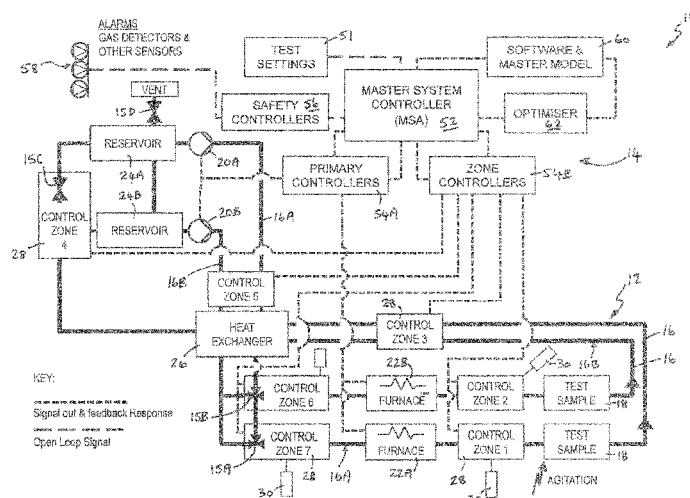 ALARMS
GAS DETECTORS &
OTHER SENSORS
58
VENT
15D
TEST
SETTINGS
51
SOFTWARE &
MASTER MODEL
60
MASTER SYSTEM
CONTROLLER
(MSA) 52
SAFETY 56
CONTROLLERS
OPTIMISER
62
14
15C
RESERVOIR
24A
20A
PRIMARY
CONTROLLERS
54A
ZONE
CONTROLLERS
54B
CONTROL
ZONE
4
28
24B
RESERVOIR
20B
16A
16B
CONTROL
ZONE 5
12
HEAT
EXCHANGER
26
28
CONTROL
ZONE 3
16
16B
16
KEY:
Signal out & feedback Response
Open Loop Signal
15B
CONTROL
ZONE 6
22B
FURNACE
CONTROL
ZONE 2
30
TEST
SAMPLE
18
15A
CONTROL
ZONE 7
28
16A
FURNACE
22A
CONTROL
ZONE 1
28
TEST
SAMPLE
18
30
AGITATION